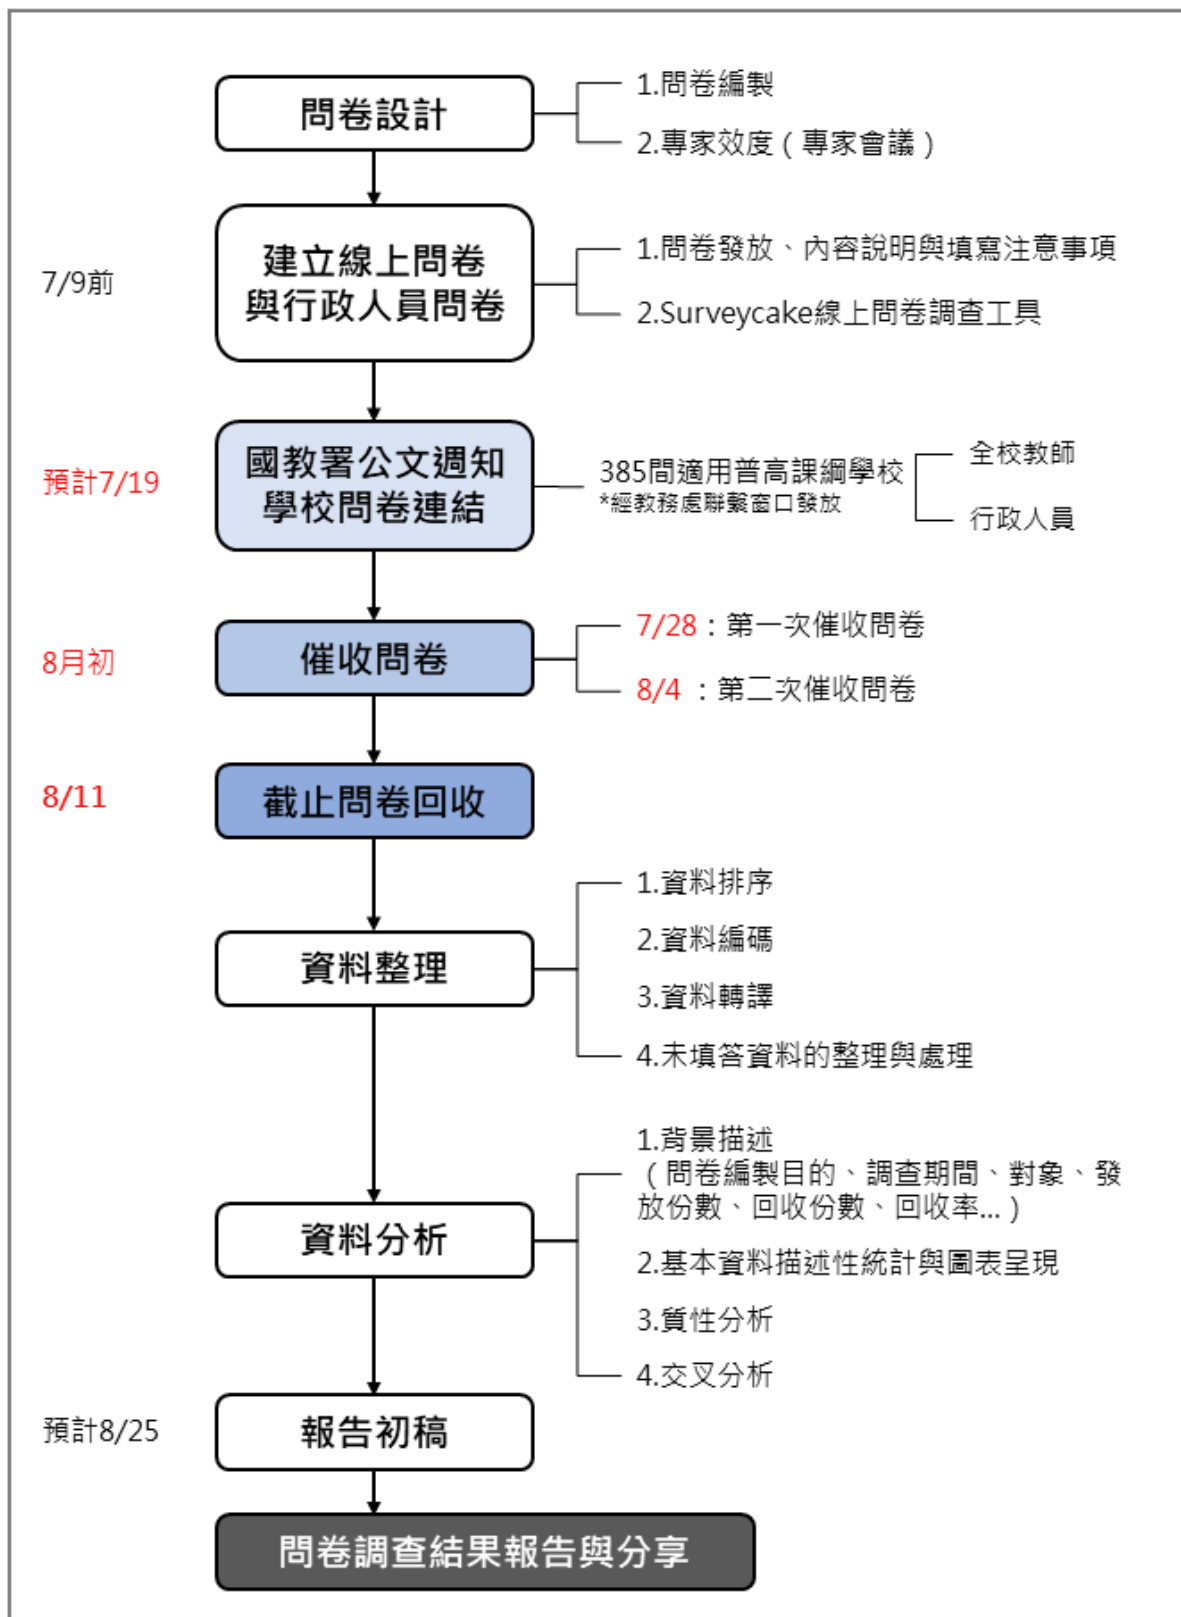 問卷設計
1.問卷編製
2.專家效度（專家會議）
7/9前
建立線上問卷
與行政人員問卷
1.問卷發放、內容說明與填寫注意事項
2.Surveycake線上問卷調查工具
預計7/19
國教署公文週知
學校問卷連結
385間適用普高課綱學校
*經教務處聯繫窗口發放
全校教師
行政人員
8月初
催收問卷
7/28：第一次催收問卷
8/4 ：第二次催收問卷
8/11
截止問卷回收
資料整理
1.資料排序
2.資料編碼
3.資料轉譯
4.未填答資料的整理與處理
資料分析
1.背景描述
（問卷編製目的、調查期間、對象、發
放份數、回收份數、回收率...）
2.基本資料描述性統計與圖表呈現
3.質性分析
4.交叉分析
預計8/25
報告初稿
問卷調查結果報告與分享